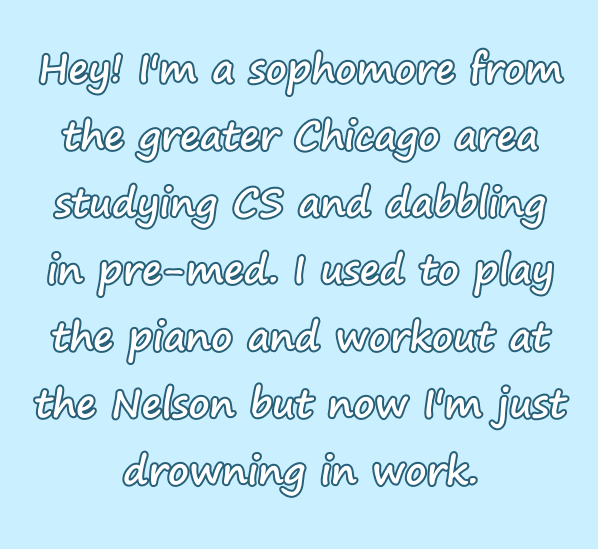 Hey! I'm a sophomore from
the greater Chicago area
studying CS and dabbling
in pre-med. I used to play
the piano and workout at
the Nelson but now I'm just
drowning in work.